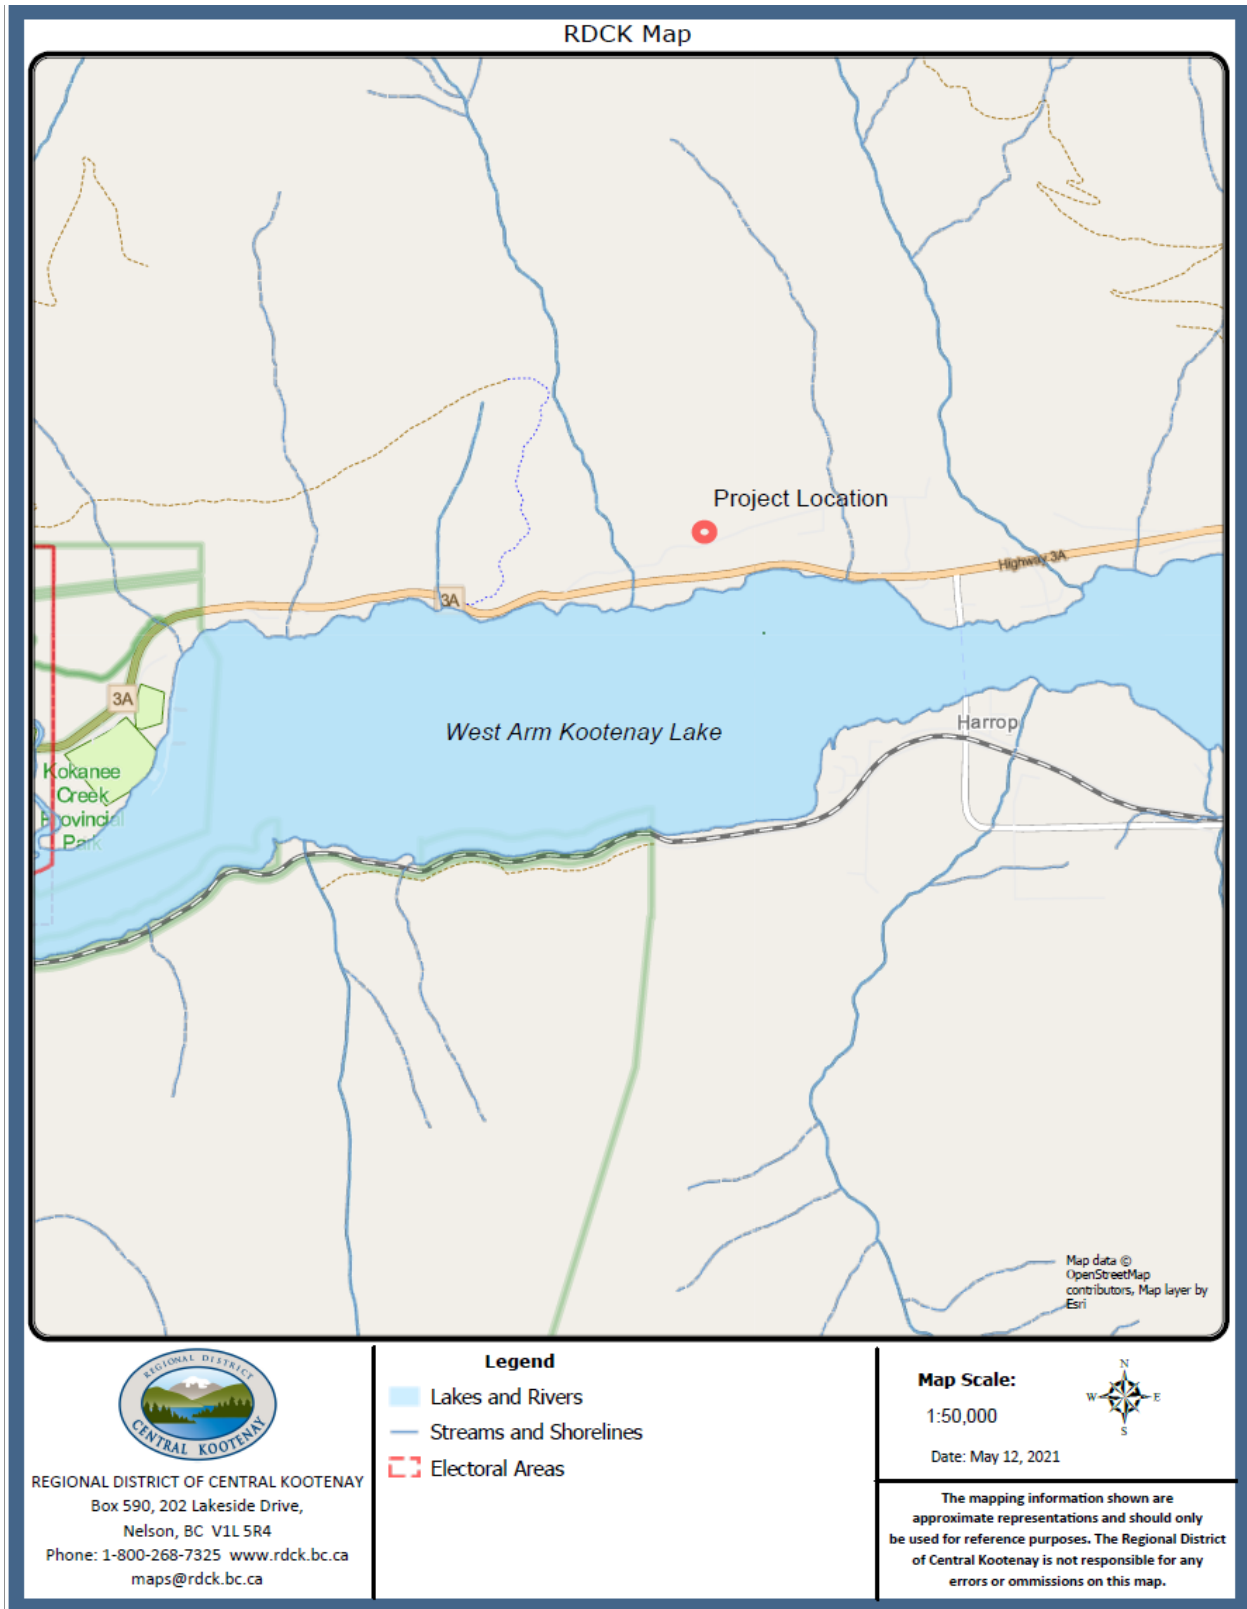 RDCK Map
Project Location
Highway 3A
3A
3A
West Arm Kootenay Lake
Harrop
Kokanee
Creek
Provincial
Park
Map data ©
OpenStreetMap
contributors, Map layer by
Esri
REGIONAL DISTRICT
CENTRAL KOOTENAY
REGIONAL DISTRICT OF CENTRAL KOOTENAY
Box 590, 202 Lakeside Drive,
Nelson, BC V1L 5R4
Phone: 1-800-268-7325 www.rdck.bc.ca
maps@rdck.bc.ca
Legend
Lakes and Rivers
Streams and Shorelines
Electoral Areas
Map Scale:
1:50,000
N
W
E
S
Date: May 12, 2021
The mapping information shown are
approximate representations and should only
be used for reference purposes. The Regional District
of Central Kootenay is not responsible for any
errors or ommissions on this map.